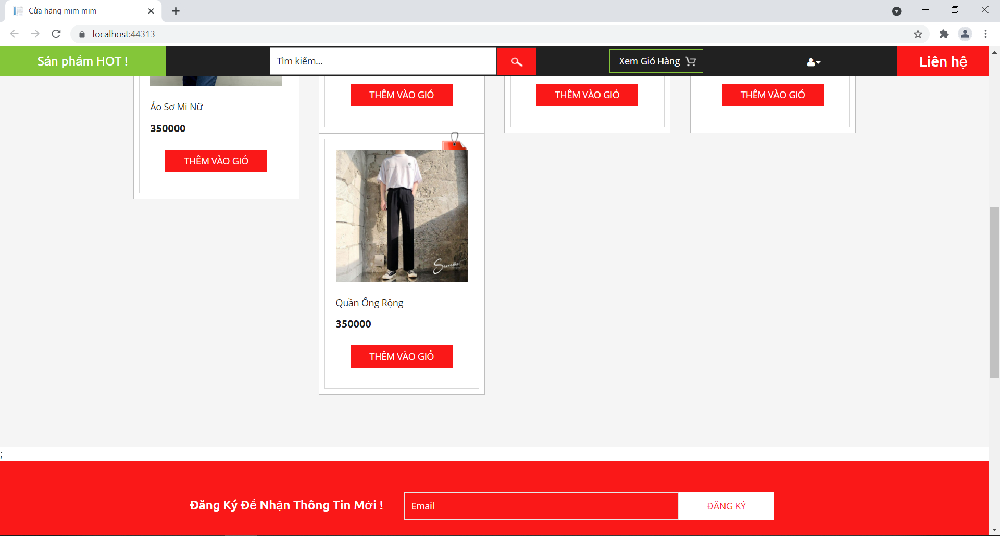 Cửa hàng mim mim
localhost:44313
Sản phẩm HOT !
Tìm kiếm...
Xem Giỏ Hàng
Liên hệ
THÊM VÀO GIỎ
THÊM VÀO GIỎ
THÊM VÀO GIỎ
Áo Sơ Mi Nữ
350000
THÊM VÀO GIỎ
Quần Ống Rộng
350000
THÊM VÀO GIỎ
;
Đăng Ký Để Nhận Thông Tin Mới !
Email
ĐĂNG KÝ